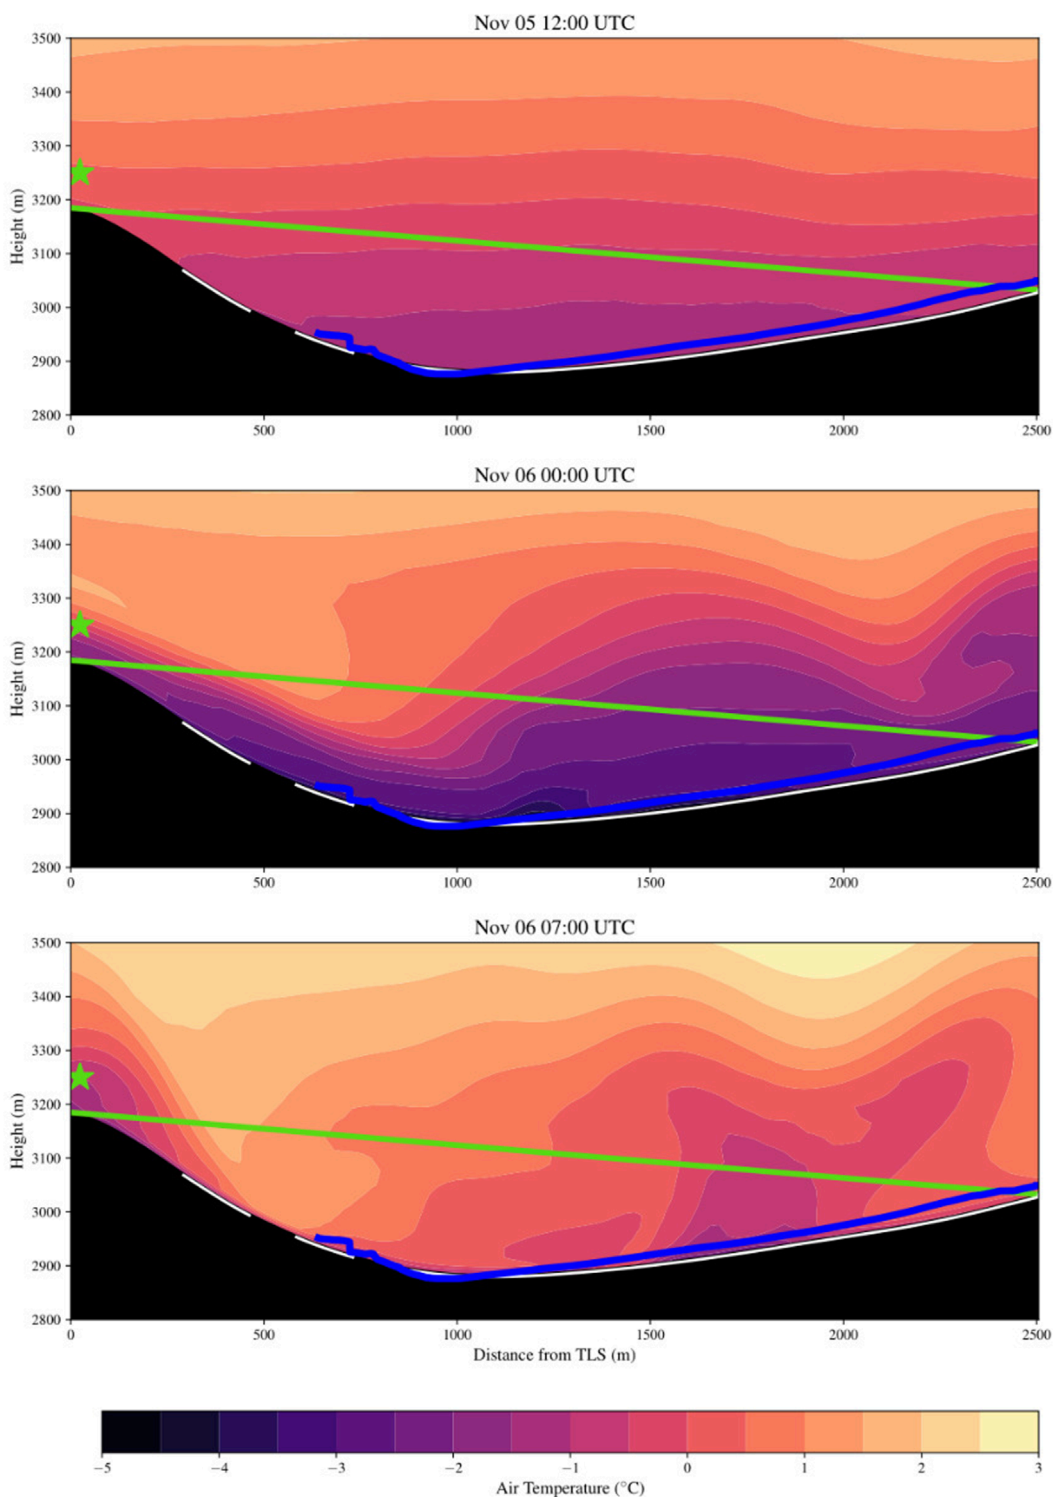 Nov 05 12:00 UTC
3500
3400
3300
3200
3100
3000
2900
2800
Height (m)
0 500 1000 1500 2000 2500
Nov 06 00:00 UTC
3500
3400
3300
3200
3100
3000
2900
2800
Height (m)
0 500 1000 1500 2000 2500
Nov 06 07:00 UTC
3500
3400
3300
3200
3100
3000
2900
2800
Height (m)
0 500 1000 1500 2000 2500
Distance from TLS (m)
−5 −4 −3 −2 −1 0 1 2 3
Air Temperature (°C)